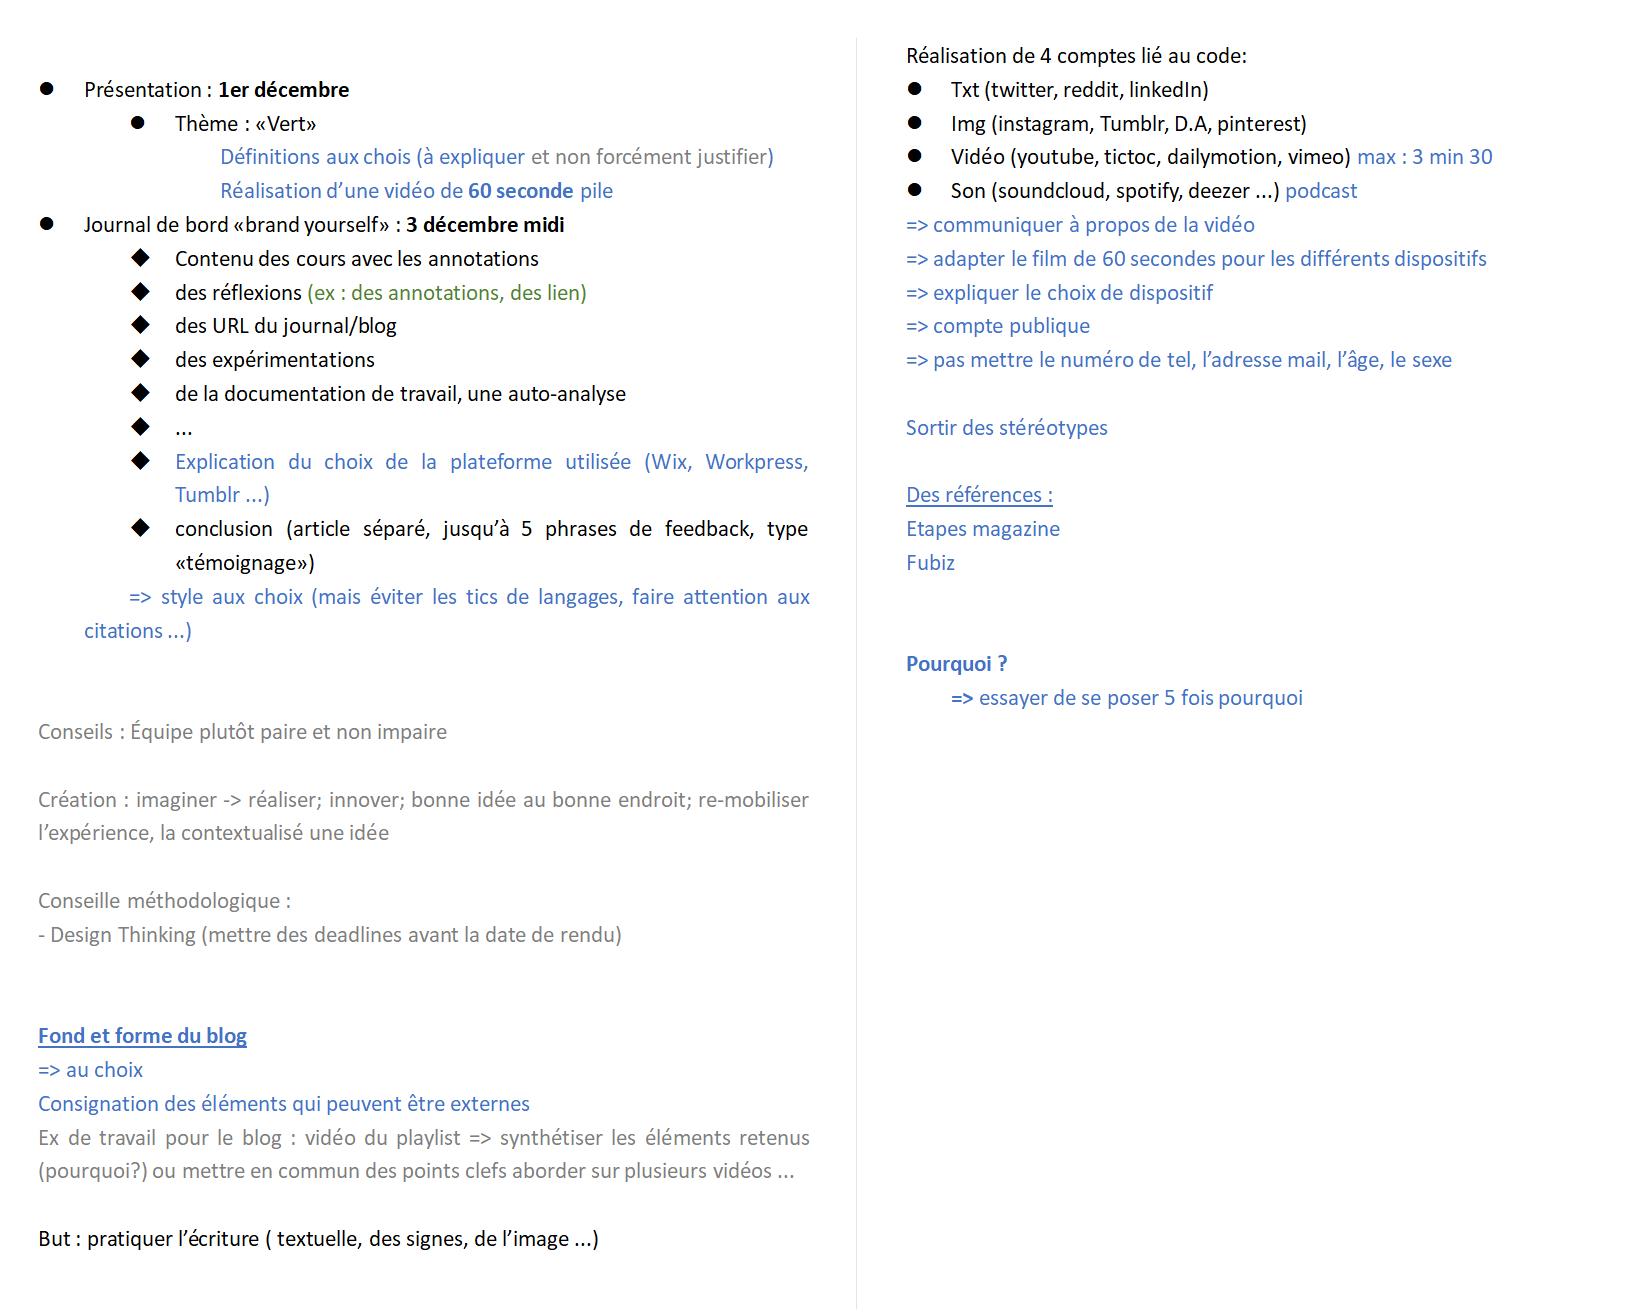 ● Présentation : 1er décembre
● Thème : «Vert»
Définitions aux chois (à expliquer et non forcément justifier)
Réalisation d’une vidéo de 60 seconde pile
● Journal de bord «brand yourself» : 3 décembre midi
◆ Contenu des cours avec les annotations
◆ des réflexions (ex : des annotations, des lien)
◆ des URL du journal/blog
◆ des expérimentations
◆ de la documentation de travail, une auto-analyse
◆ ...
◆ Explication du choix de la plateforme utilisée (Wix, Workpress,
Tumblr ...)
◆ conclusion (article séparé, jusqu’à 5 phrases de feedback, type
«témoignage»)
=> style aux choix (mais éviter les tics de langages, faire attention aux
citations ...)
Conseils : Équipe plutôt paire et non impaire
Création : imaginer -> réaliser; innover; bonne idée au bonne endroit; re-mobiliser
l’expérience, la contextualisé une idée
Conseille méthodologique :
- Design Thinking (mettre des deadlines avant la date de rendu)
Fond et forme du blog
=> au choix
Consignation des éléments qui peuvent être externes
Ex de travail pour le blog : vidéo du playlist => synthétiser les éléments retenus
(pourquoi?) ou mettre en commun des points clefs aborder sur plusieurs vidéos ...
But : pratiquer l’écriture ( textuelle, des signes, de l’image ...)
Réalisation de 4 comptes lié au code:
● Txt (twitter, reddit, linkedIn)
● Img (instagram, Tumblr, D.A, pinterest)
● Vidéo (youtube, tictoc, dailymotion, vimeo) max : 3 min 30
● Son (soundcloud, spotify, deezer ...) podcast
=> communiquer à propos de la vidéo
=> adapter le film de 60 secondes pour les différents dispositifs
=> expliquer le choix de dispositif
=> compte publique
=> pas mettre le numéro de tel, l’adresse mail, l’âge, le sexe
Sortir des stéréotypes
Des références :
Etapes magazine
Fubiz
Pourquoi ?
=> essayer de se poser 5 fois pourquoi